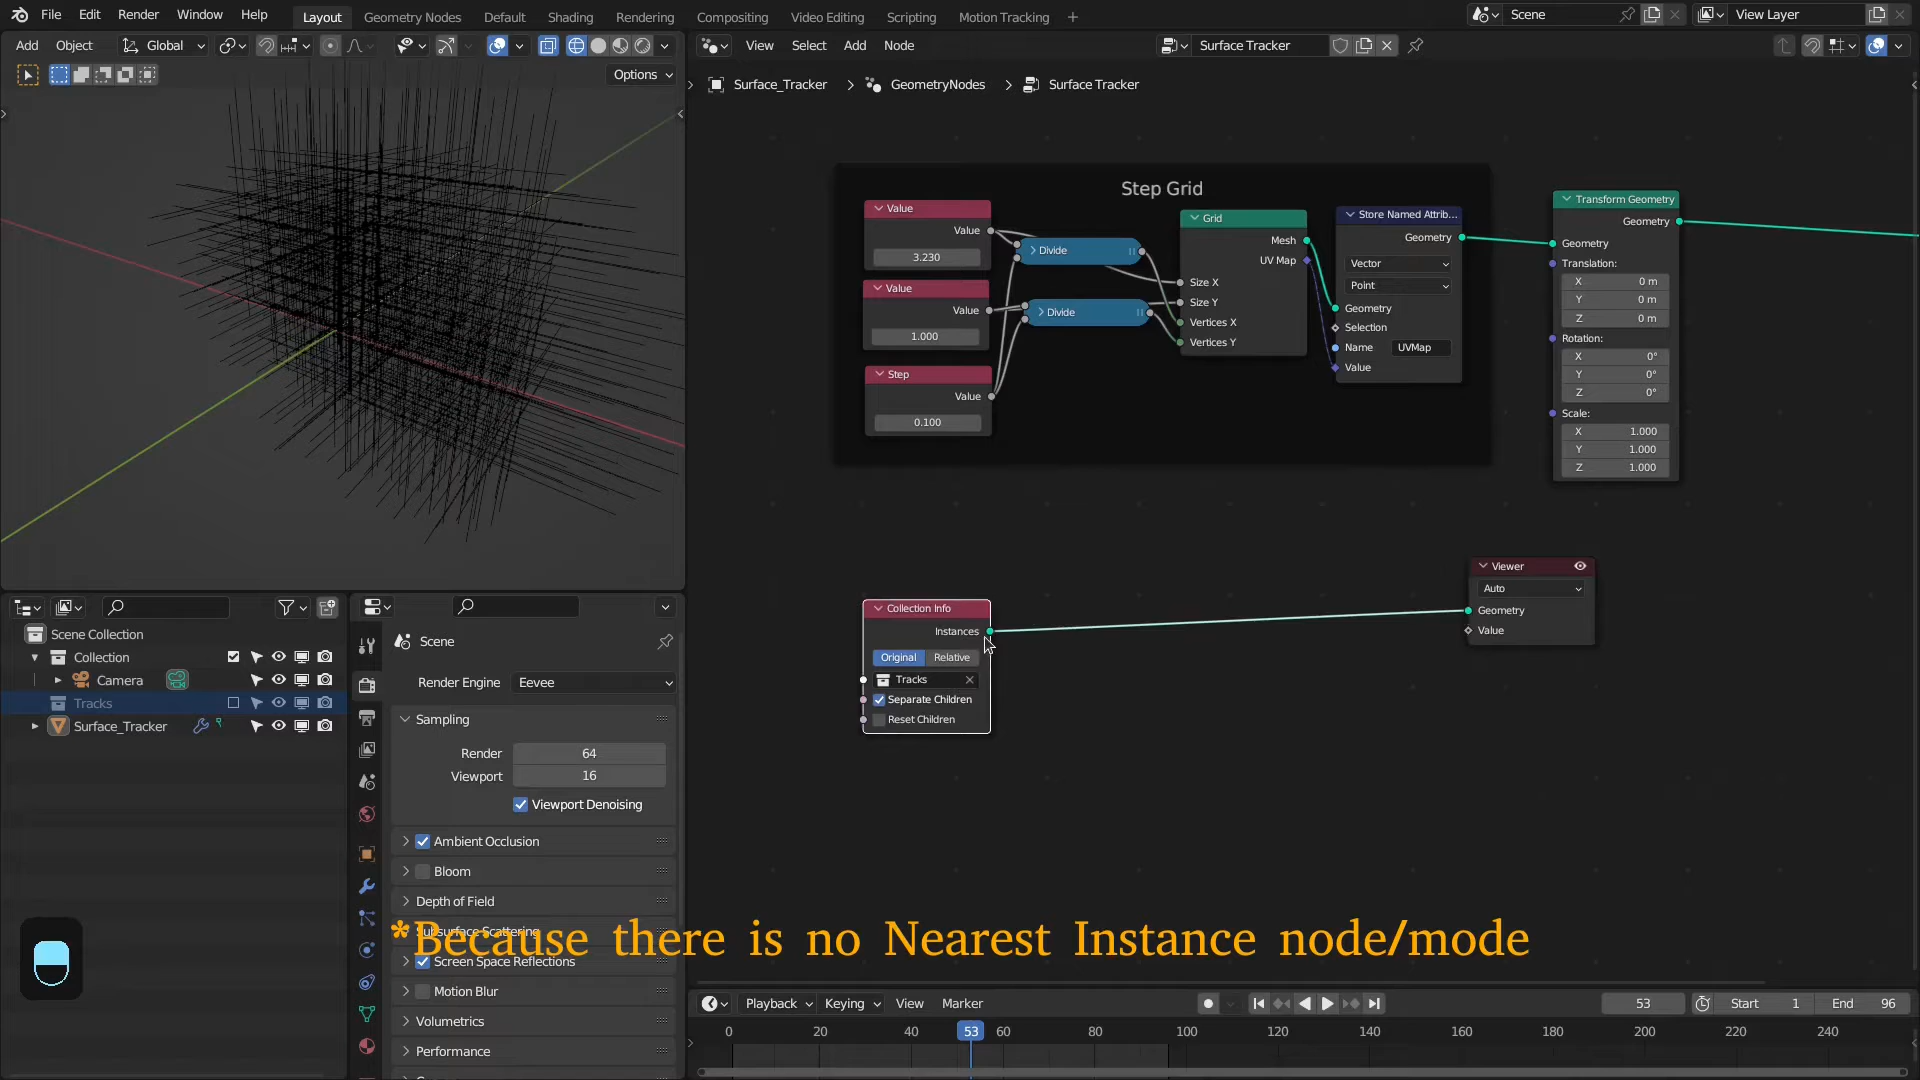 File Edit Render Window Help Layout Geometry Nodes Default Shading Rendering Compositing Video Editing Scripting Motion Tracking + Scene View Layer
Add Object Global View Select Add Node Surface Tracker
Options
Surface_Tracker > GeometryNodes > Surface Tracker
Step Grid
Value
Value
3.230
Value
Value
1.000
Step
Value
0.100
Divide
Divide
Grid
Mesh
UV Map
Size X
Size Y
Vertices X
Vertices Y
Store Named Attrib...
Geometry
Vector
Point
Geometry
Selection
Name UVMap
Value
Transform Geometry
Geometry
Geometry
Translation:
X 0 m
Y 0 m
Z 0 m
Rotation:
X 0°
Y 0°
Z 0°
Scale:
X 1.000
Y 1.000
Z 1.000
Collection Info
Instances
Original Relative
Tracks
Separate Children
Reset Children
Viewer
Auto
Geometry
Value
Scene Collection
Collection
Camera
Tracks
Surface_Tracker
Scene
Render Engine Eevee
Sampling
Render 64
Viewport 16
Viewport Denoising
Ambient Occlusion
Bloom
Depth of Field
Subsurface Scattering
Screen Space Reflections
Motion Blur
Volumetrics
Performance
*Because there is no Nearest Instance node/mode
Playback Keying View Marker 53 Start 1 End 96
0 20 40 53 60 80 100 120 140 160 180 200 220 240